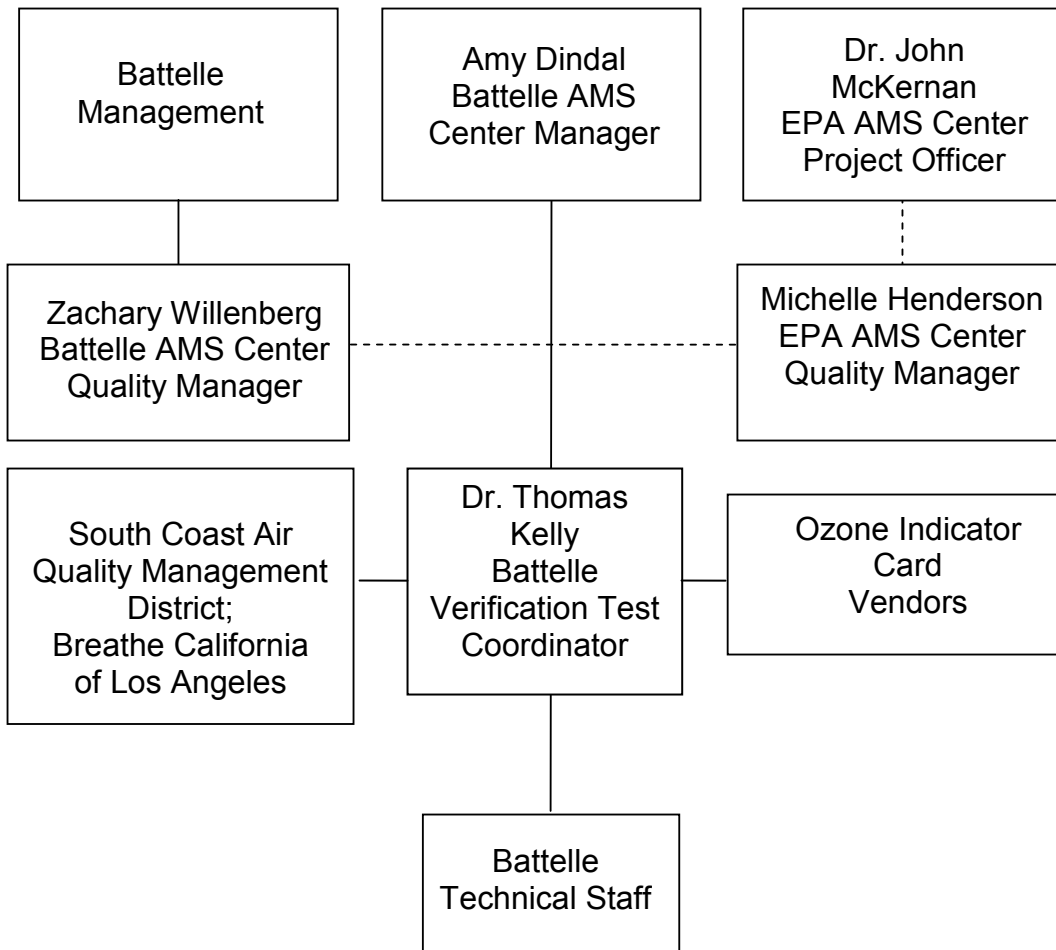 Battelle
Management
Amy Dindal
Battelle AMS
Center Manager
Dr. John
McKernan
EPA AMS Center
Project Officer
Zachary Willenberg
Battelle AMS Center
Quality Manager
Michelle Henderson
EPA AMS Center
Quality Manager
South Coast Air
Quality Management
District;
Breathe California
of Los Angeles
Dr. Thomas
Kelly
Battelle
Verification Test
Coordinator
Ozone Indicator
Card
Vendors
Battelle
Technical Staff